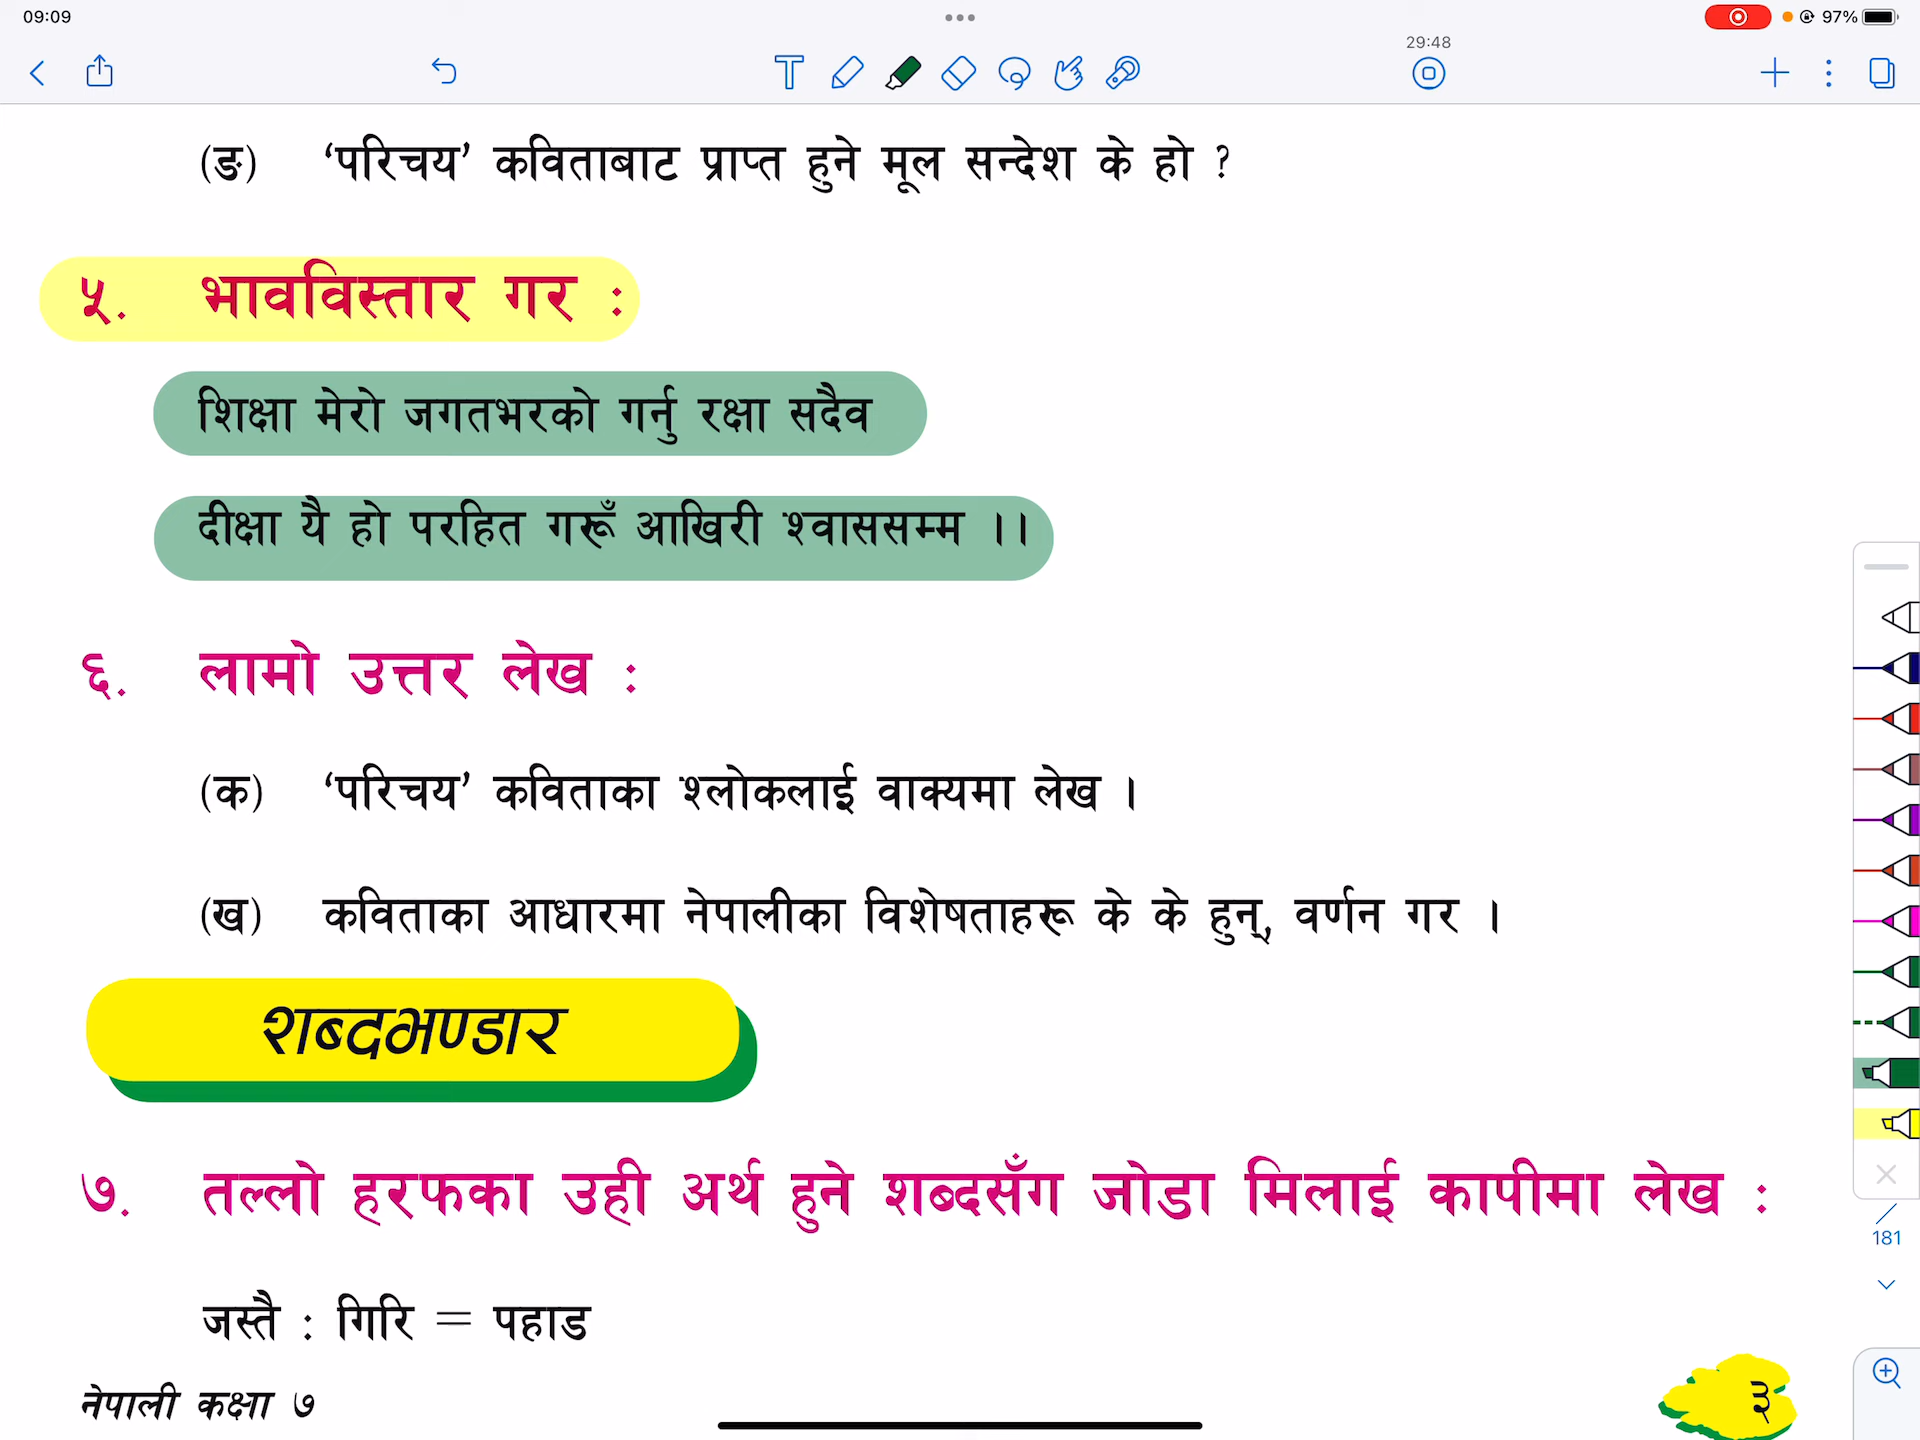 09:09
97%
29:48
(ङ) ‘परिचय’ कविताबाट प्राप्त हुने मूल सन्देश के हो ?
५. भावविस्तार गर :
शिक्षा मेरो जगतभरको गर्नु रक्षा सदैव
दीक्षा यै हो परहित गरूँ आखिरी श्वाससम्म ।।
६. लामो उत्तर लेख :
(क) ‘परिचय’ कविताका श्लोकलाई वाक्यमा लेख ।
(ख) कविताका आधारमा नेपालीका विशेषताहरू के के हुन्, वर्णन गर ।
शब्दभण्डार
७. तल्लो हरफका उही अर्थ हुने शब्दसँग जोडा मिलाई कापीमा लेख :
181
जस्तै : गिरि = पहाड
नेपाली कक्षा ७
३